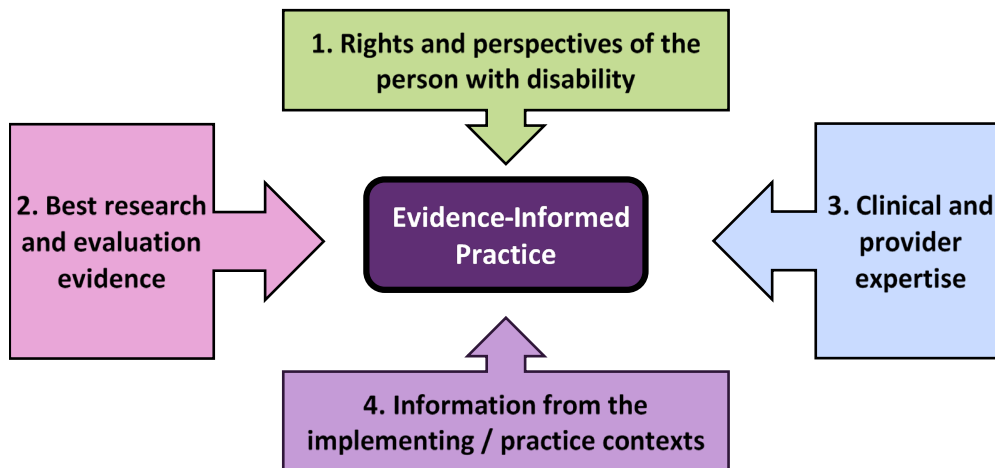 1. Rights and perspectives of the
person with disability
2. Best research
and evaluation
evidence
Evidence-Informed
Practice
3. Clinical and
provider
expertise
4. Information from the
implementing / practice contexts